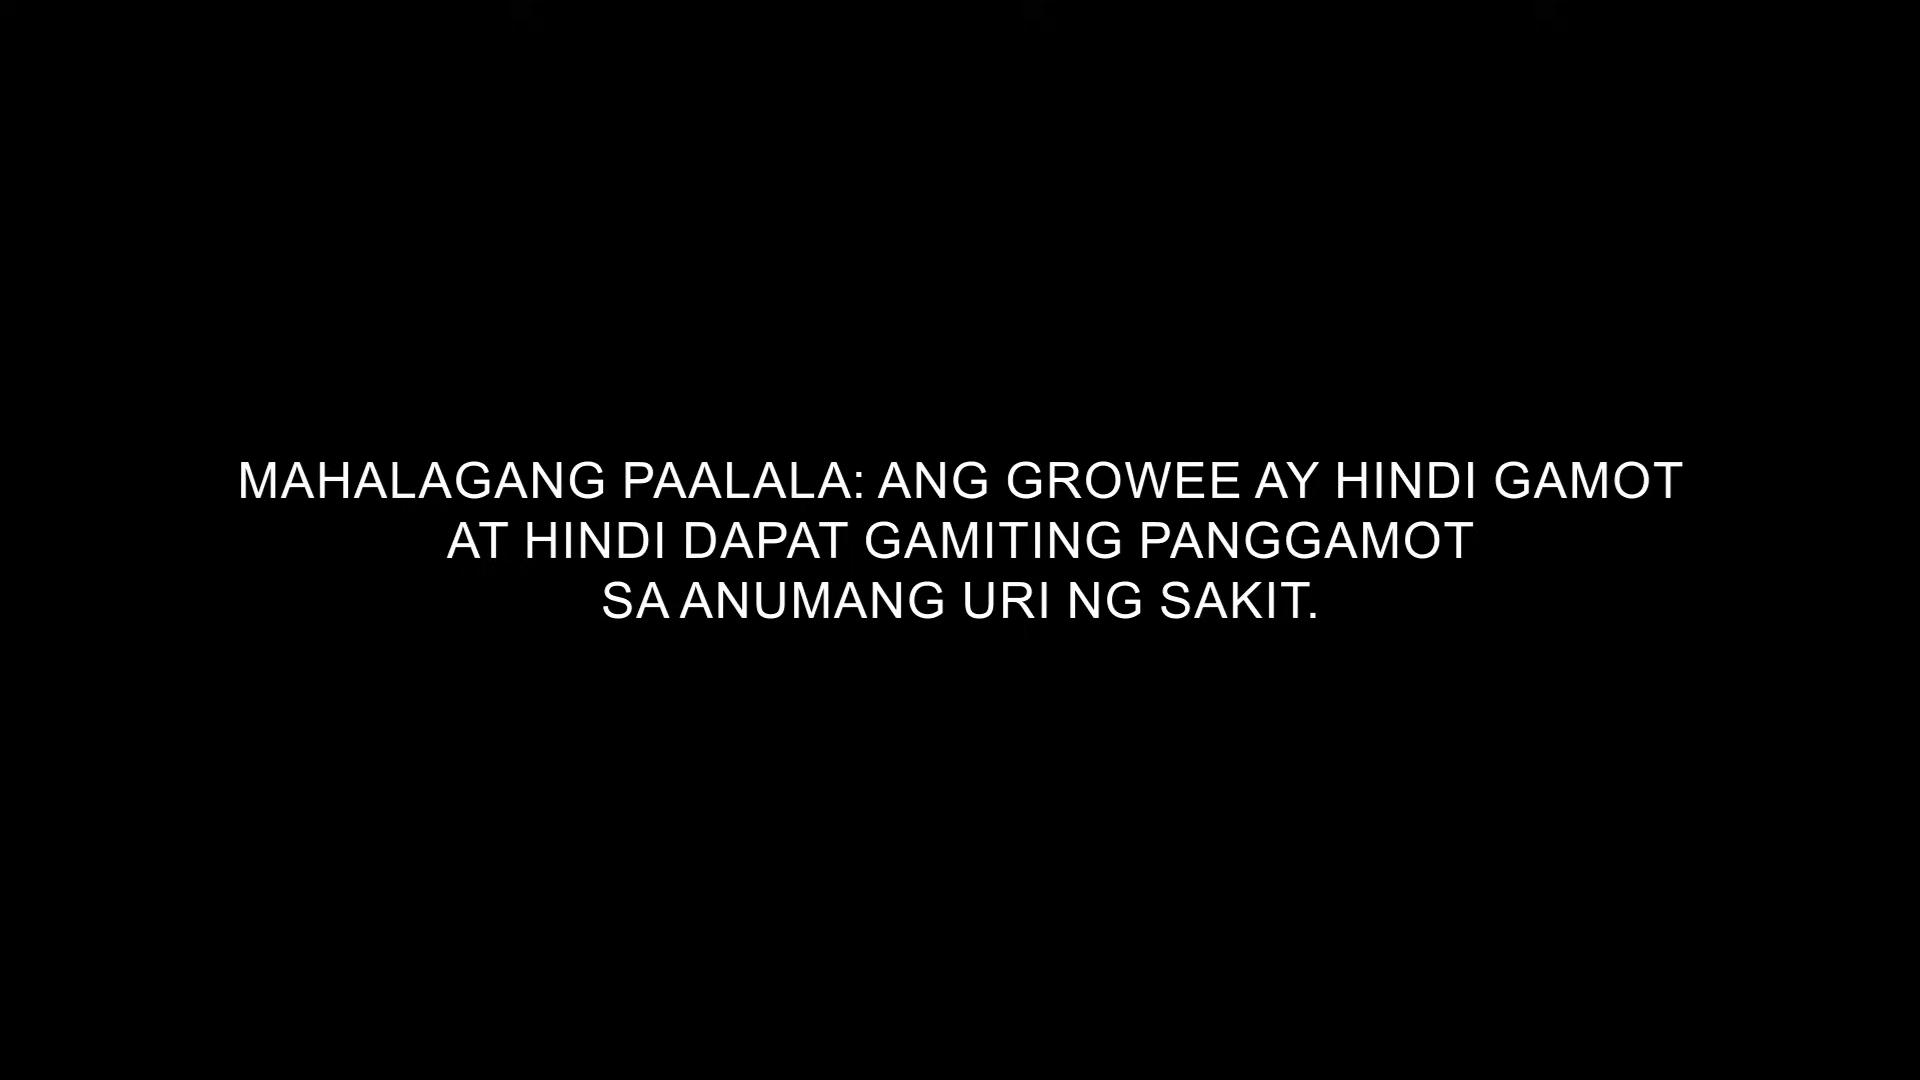 MAHALAGANG PAALALA: ANG GROWEE AY HINDI GAMOT
AT HINDI DAPAT GAMITING PANGGAMOT
SA ANUMANG URI NG SAKIT.